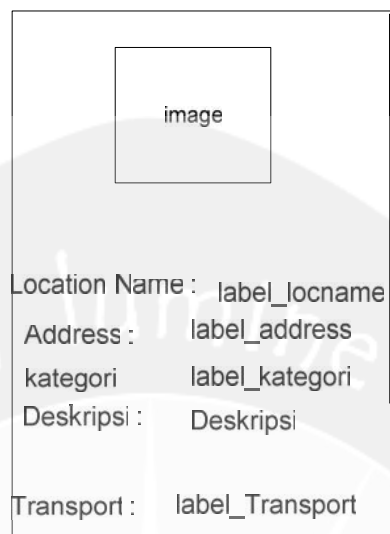 image
Location Name : label_locname
Address : label_address
kategori label_kategori
Deskripsi : Deskripsi
Transport : label_Transport